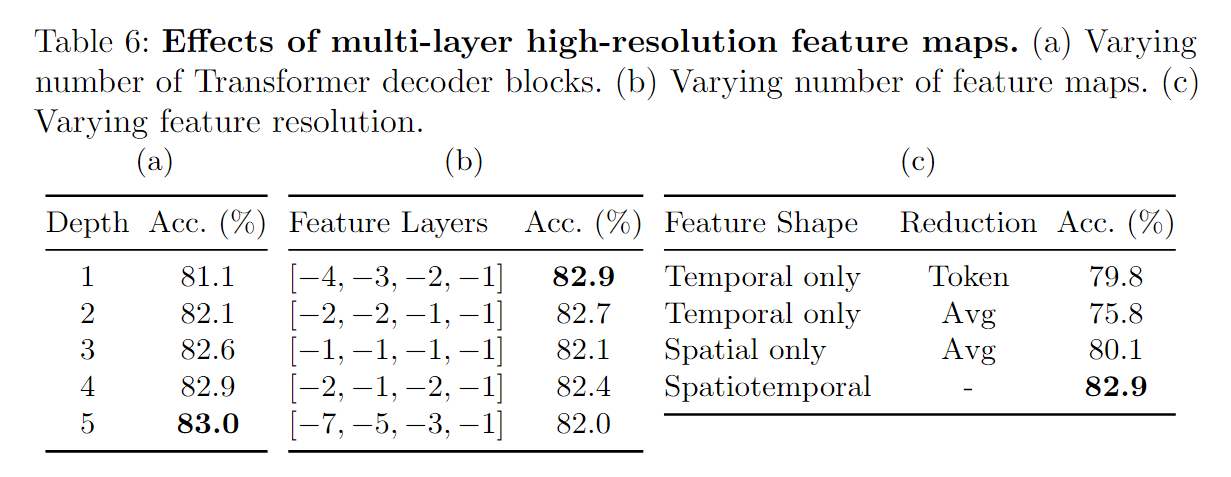 Table 6: Effects of multi-layer high-resolution feature maps. (a) Varying
number of Transformer decoder blocks. (b) Varying number of feature maps. (c)
Varying feature resolution.
(a)
Depth Acc. (%)
1 81.1
2 82.1
3 82.6
4 82.9
5 83.0
(b)
Feature Layers Acc. (%)
[−4, −3, −2, −1] 82.9
[−2, −2, −1, −1] 82.7
[−1, −1, −1, −1] 82.1
[−2, −1, −2, −1] 82.4
[−7, −5, −3, −1] 82.0
(c)
Feature Shape Reduction Acc. (%)
Temporal only Token 79.8
Temporal only Avg 75.8
Spatial only Avg 80.1
Spatiotemporal - 82.9